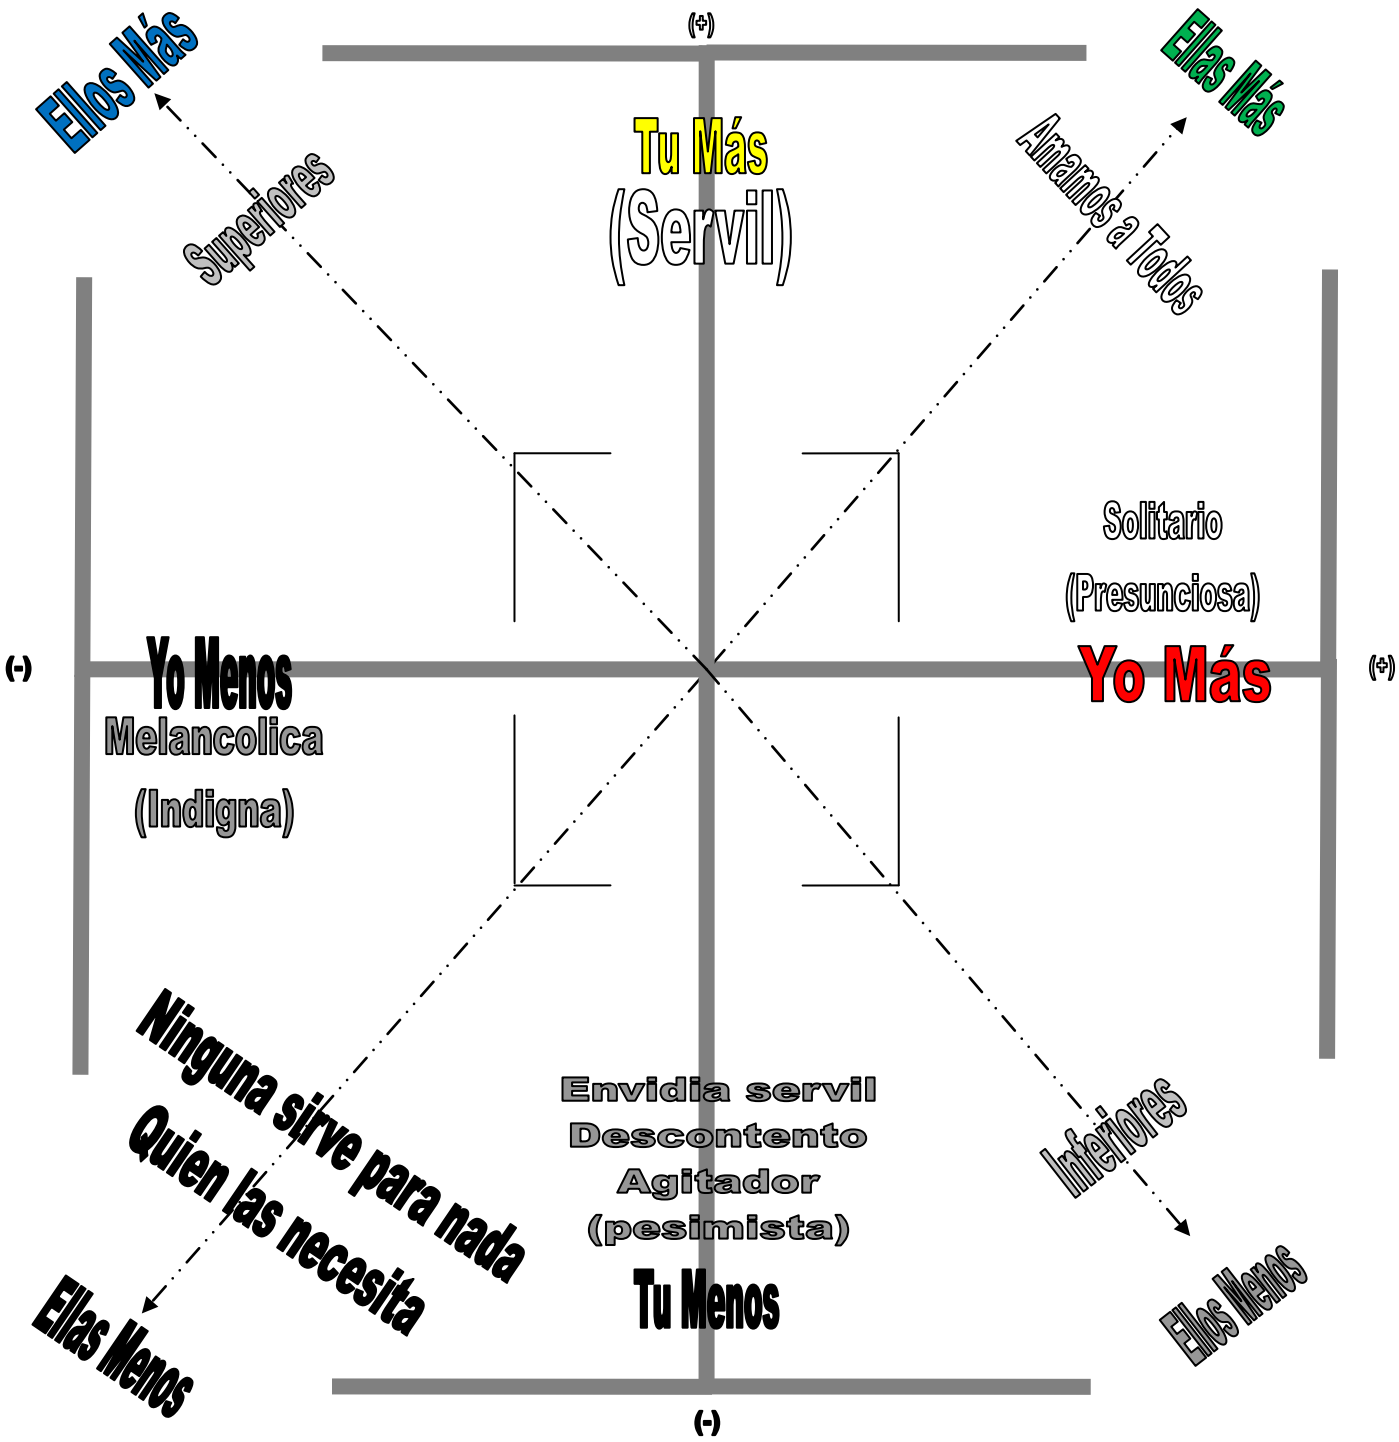 (+)
Ellos Más
Ellas Más
Tu Más
(Servil)
Superiores
Amamos a Todos
Solitario
(Presunciosa)
(-)
Yo Menos
Yo Más
(+)
Melancolica
(Indigna)
Ninguna sirve para nada
Quien las necesita
Envidia servil
Descontento
Agitador
(pesimista)
Inferiores
Tu Menos
Ellas Menos
Ellos Menos
(-)